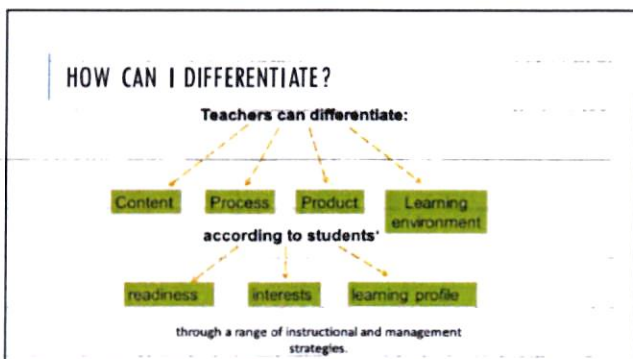 HOW CAN I DIFFERENTIATE?
Teachers can differentiate:
Content Process Product Learning
environment
according to students'
readiness interests learning profile
through a range of instructional and management
strategies.